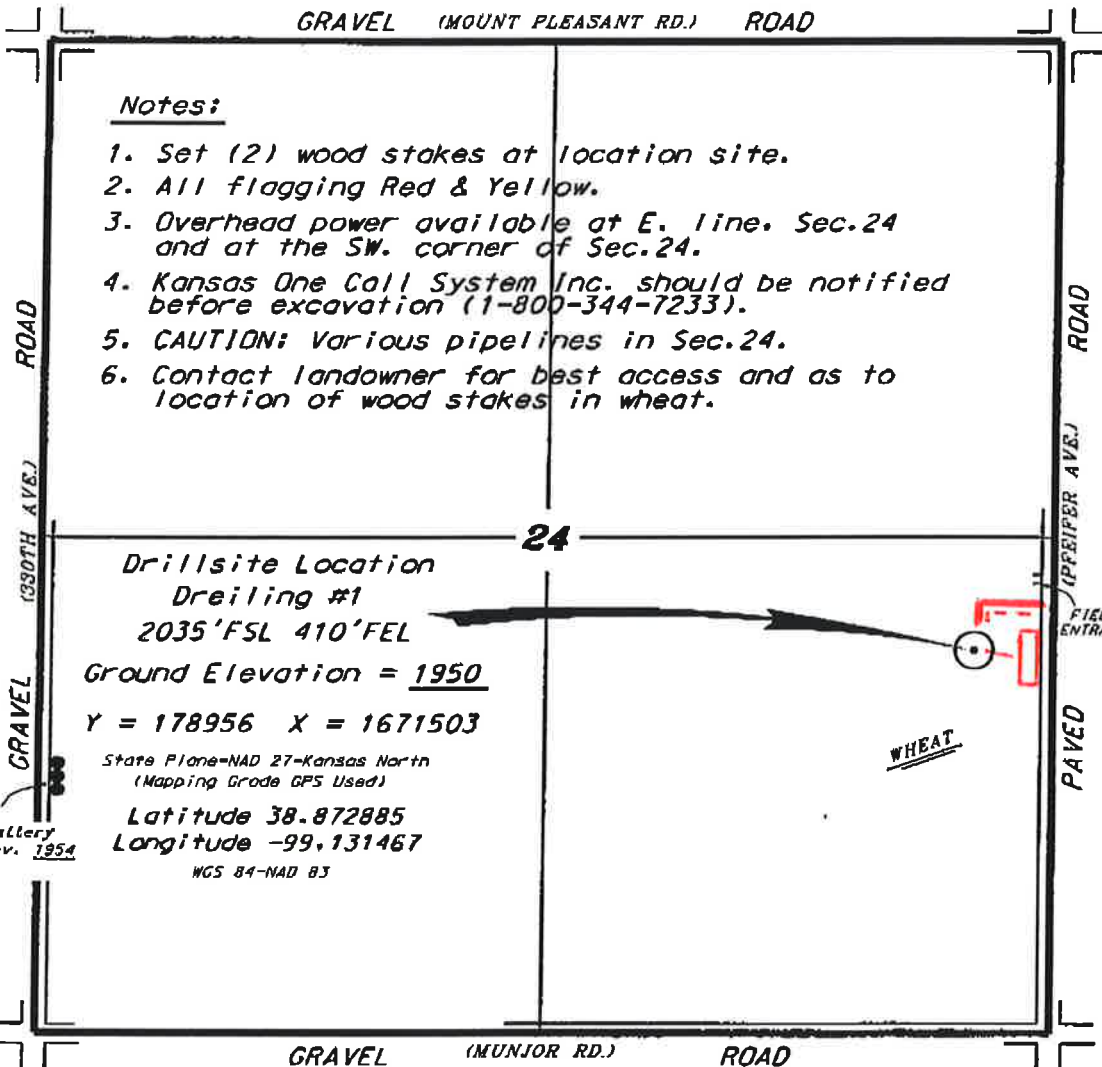 GRAVEL (MOUNT PLEASANT RD.) ROAD
Notes:
1. Set (2) wood stakes at location site.
2. All flagging Red & Yellow.
3. Overhead power available at E. line. Sec.24
and at the SW. corner of Sec.24.
4. Kansas One Call System Inc. should be notified
before excavation (1-800-344-7233).
5. CAUTION: Various pipelines in Sec.24.
6. Contact landowner for best access and as to
location of wood stakes in wheat.
GRAVEL (330TH AVE.) ROAD
PAVED (PFEIFER AVE.) ROAD
24
Drillsite Location
Dreiling #1
2035'FSL 410'FEL
Ground Elevation = 1950
Y = 178956 X = 1671503
State Plane-NAD 27-Kansas North
(Mapping Grade GPS Used)
Latitude 38.872885
Longitude -99.131467
WGS 84-NAD 83
1954
WHEAT
GRAVEL (MUNJOR RD.) ROAD